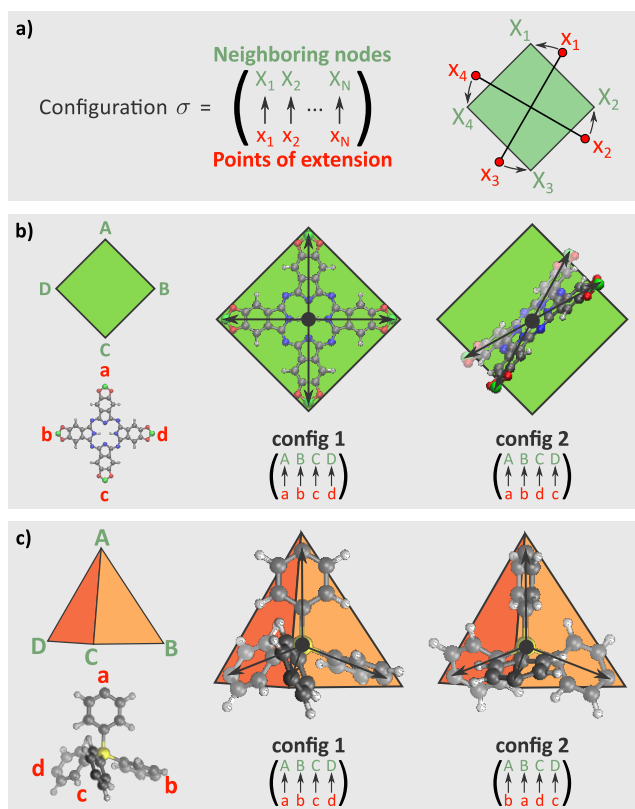 a)
Neighboring nodes
X1 X2 XN
Configuration σ = ( ... )
x1 x2 xN
Points of extension
X1
x1
x4
X2
X4
x2
x3
X3
b)
A
D B
C
a
b d
c
config 1
A B C D
a b c d
config 2
A B C D
a b d c
c)
A
D C B
a
d c b
config 1
A B C D
a b c d
config 2
A B C D
b a d c